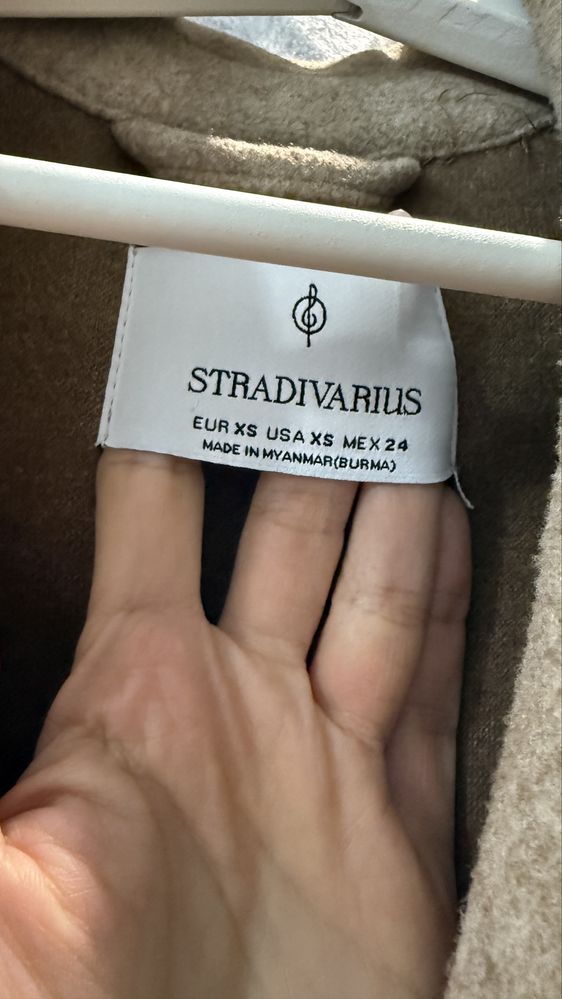 STRADIVARIUS
EUR XS USA XS MEX 24
MADE IN MYANMAR(BURMA)